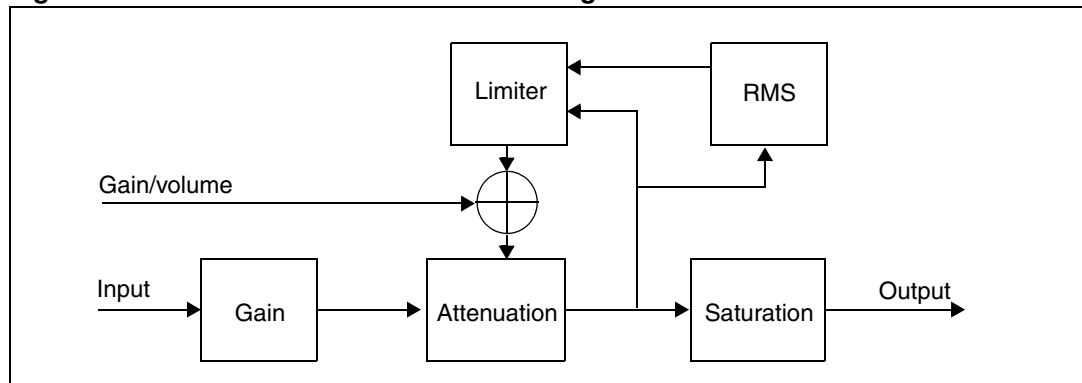 Limiter
RMS
Gain/volume
Input
Gain
Attenuation
Saturation
Output